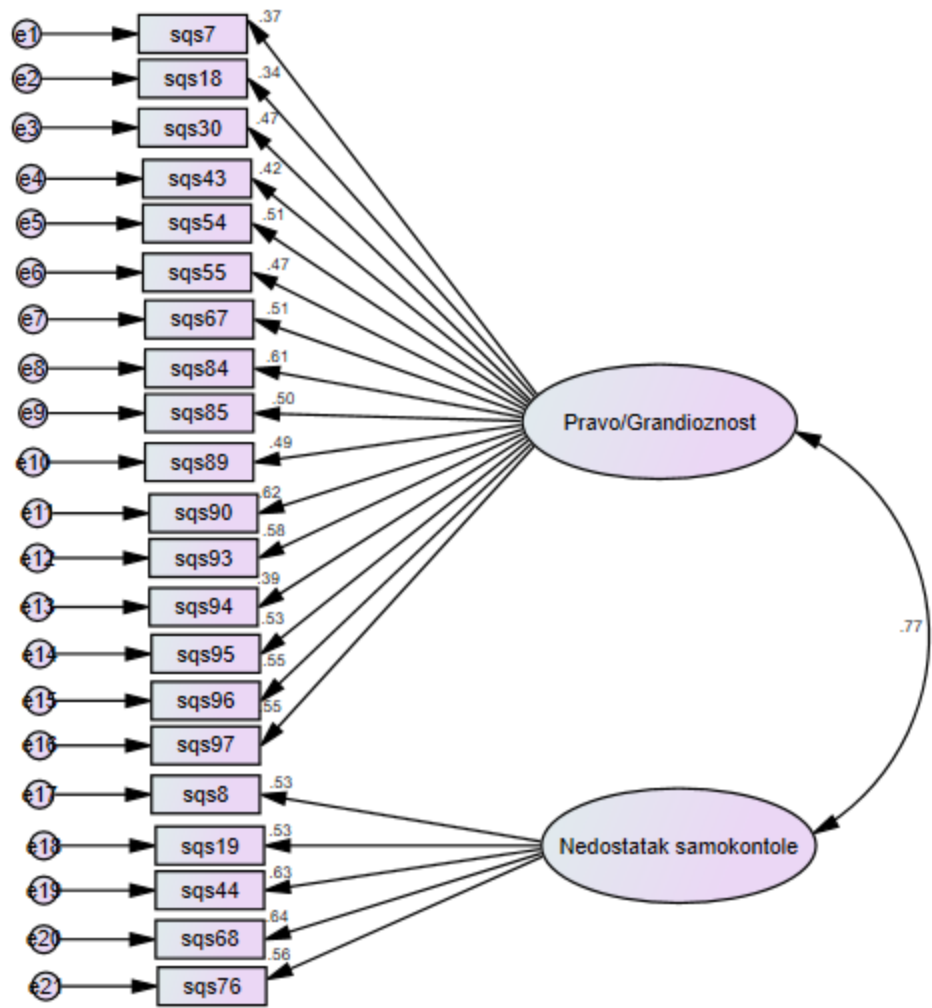 e1 sqs7 .37
e2 sqs18 .34
e3 sqs30 .47
e4 sqs43 .42
e5 sqs54 .51
e6 sqs55 .47
e7 sqs67 .51
e8 sqs84 .61
e9 sqs85 .50
e10 sqs89 .49
e11 sqs90 .62
e12 sqs93 .58
e13 sqs94 .39
e14 sqs95 .53
e15 sqs96 .55
e16 sqs97 .55
Pravo/Grandioznost
.77
e17 sqs8 .53
e18 sqs19 .53
e19 sqs44 .63
e20 sqs68 .64
e21 sqs76 .56
Nedostatak samokontole